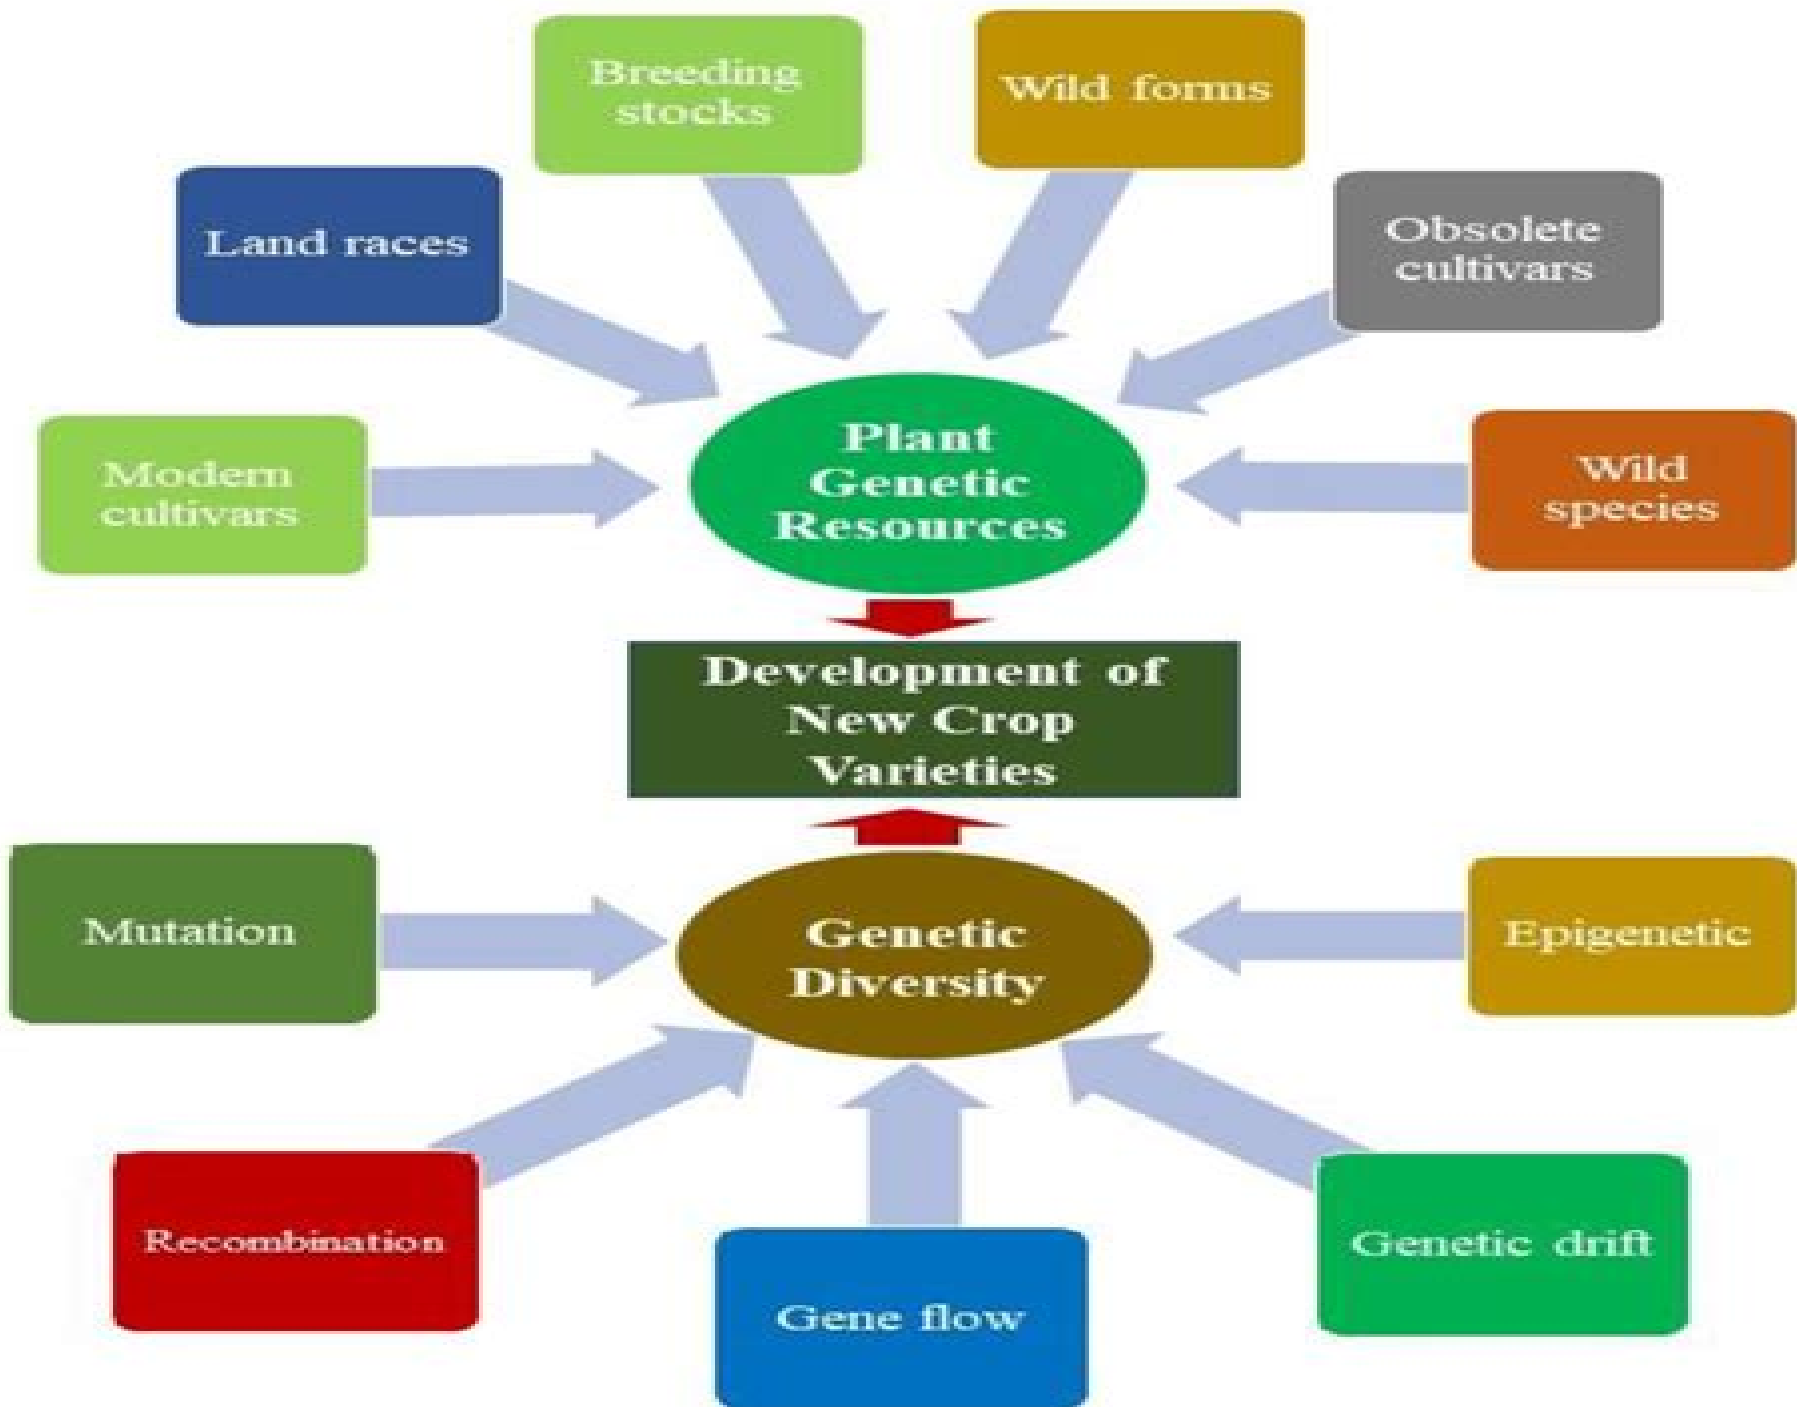 Breeding
stocks
Wild forms
Land races
Obsolete
cultivars
Modern
cultivars
Plant
Genetic
Resources
Wild
species
Development of
New Crop
Varieties
Mutation
Genetic
Diversity
Epigenetic
Recombination
Gene flow
Genetic drift